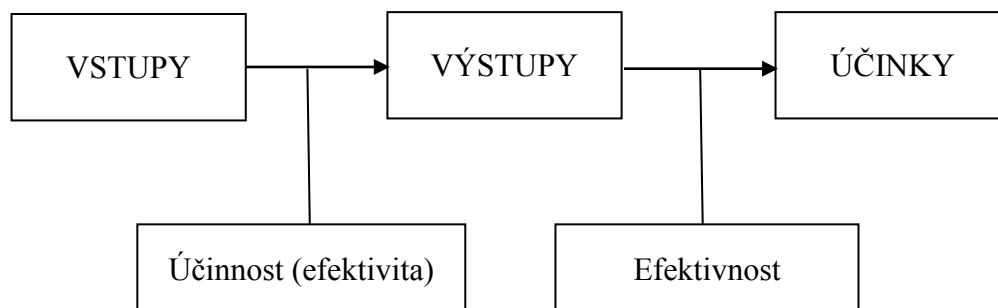 VSTUPY
VÝSTUPY
ÚČINKY
Účinnost (efektivita)
Efektivnost